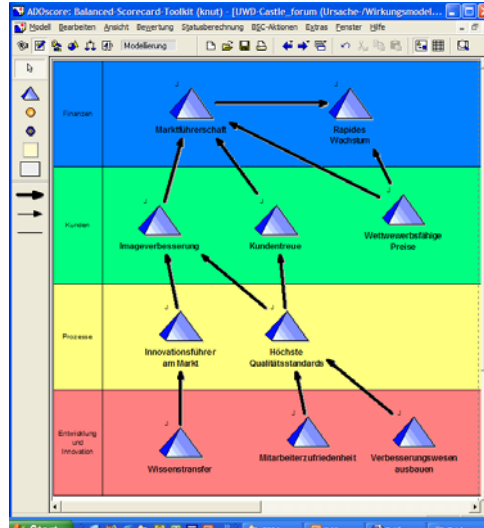 ADOscore: Balanced-Scorecard-Toolkit (knut) - [UWD-Castle_forum (Ursache-/Wirkungsmodel...
Modell Bearbeiten Ansicht Bewertung Statusberechnung BSC-Aktionen Extras Fenster Hilfe
Modellierung
Finanzen
Marktführerschaft
Rapides
Wachstum
Kunden
Imageverbesserung
Kundentreue
Wettwewerbsfähige
Preise
Prozesse
Innovationsführer
am Markt
Höchste
Qualitätsstandards
Entwicklung
und
Innovation
Wissenstransfer
Mitarbeiterzufriedenheit
Verbesserungswesen
ausbauen